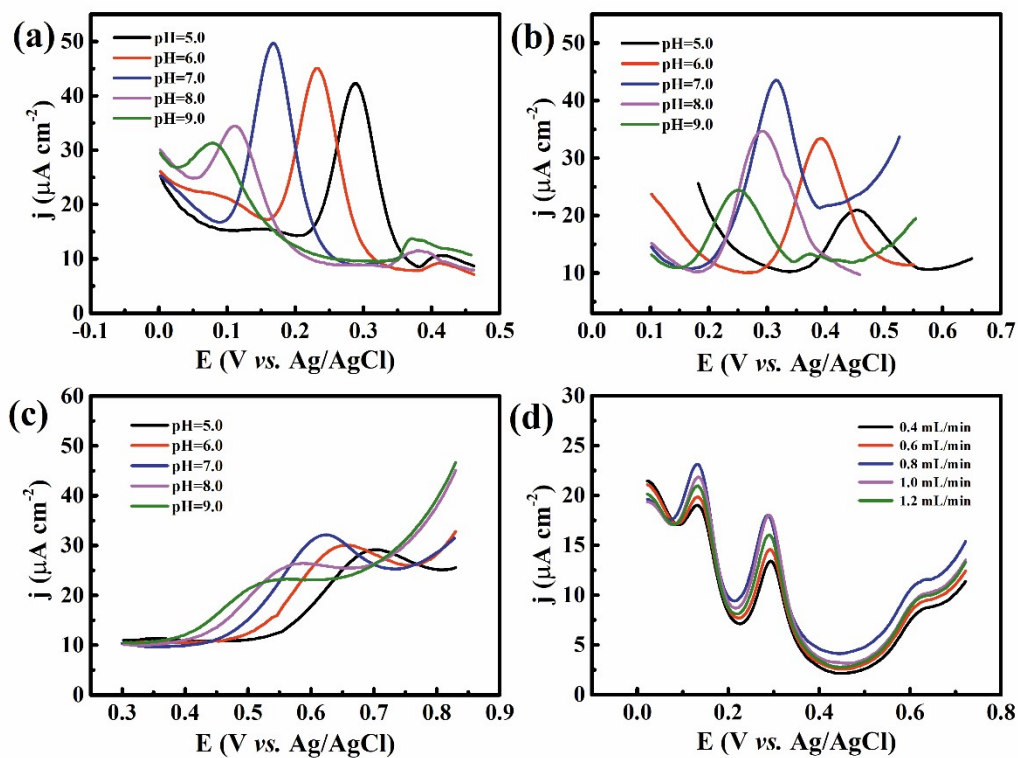 (a)
pH=5.0
pH=6.0
pH=7.0
pH=8.0
pH=9.0
50
40
30
20
10
0
j (μA cm⁻²)
-0.1 0.0 0.1 0.2 0.3 0.4 0.5
E (V vs. Ag/AgCl)
(b)
pH=5.0
pH=6.0
pH=7.0
pH=8.0
pH=9.0
50
40
30
20
10
j (μA cm⁻²)
0.0 0.1 0.2 0.3 0.4 0.5 0.6 0.7
E (V vs. Ag/AgCl)
(c)
pH=5.0
pH=6.0
pH=7.0
pH=8.0
pH=9.0
60
50
40
30
20
10
0
j (μA cm⁻²)
0.3 0.4 0.5 0.6 0.7 0.8 0.9
E (V vs. Ag/AgCl)
(d)
0.4 mL/min
0.6 mL/min
0.8 mL/min
1.0 mL/min
1.2 mL/min
30
25
20
15
10
5
0
j (μA cm⁻²)
0.0 0.2 0.4 0.6 0.8
E (V vs. Ag/AgCl)